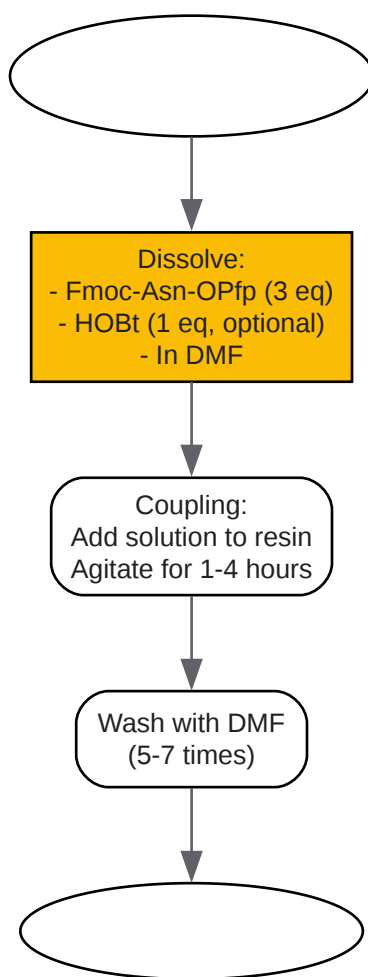 Dissolve:
- Fmoc-Asn-OPfp (3 eq)
- HOBt (1 eq, optional)
- In DMF
Coupling:
Add solution to resin
Agitate for 1-4 hours
Wash with DMF
(5-7 times)